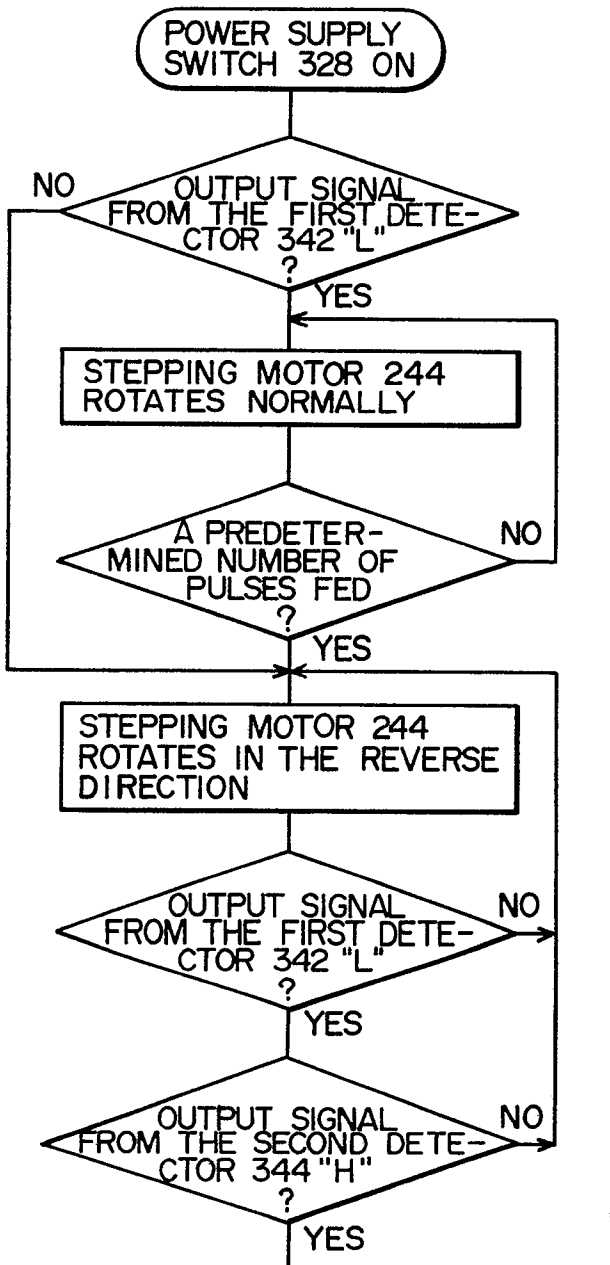 POWER SUPPLY
SWITCH 328 ON
NO
OUTPUT SIGNAL
FROM THE FIRST DETE-
CTOR 342 "L"
?
YES
STEPPING MOTOR 244
ROTATES NORMALLY
A PREDETER-
MINED NUMBER OF
PULSES FED
?
NO
YES
STEPPING MOTOR 244
ROTATES IN THE REVERSE
DIRECTION
OUTPUT SIGNAL
FROM THE FIRST DETE-
CTOR 342 "L"
?
NO
YES
OUTPUT SIGNAL
FROM THE SECOND DETE-
CTOR 344 "H"
?
NO
YES